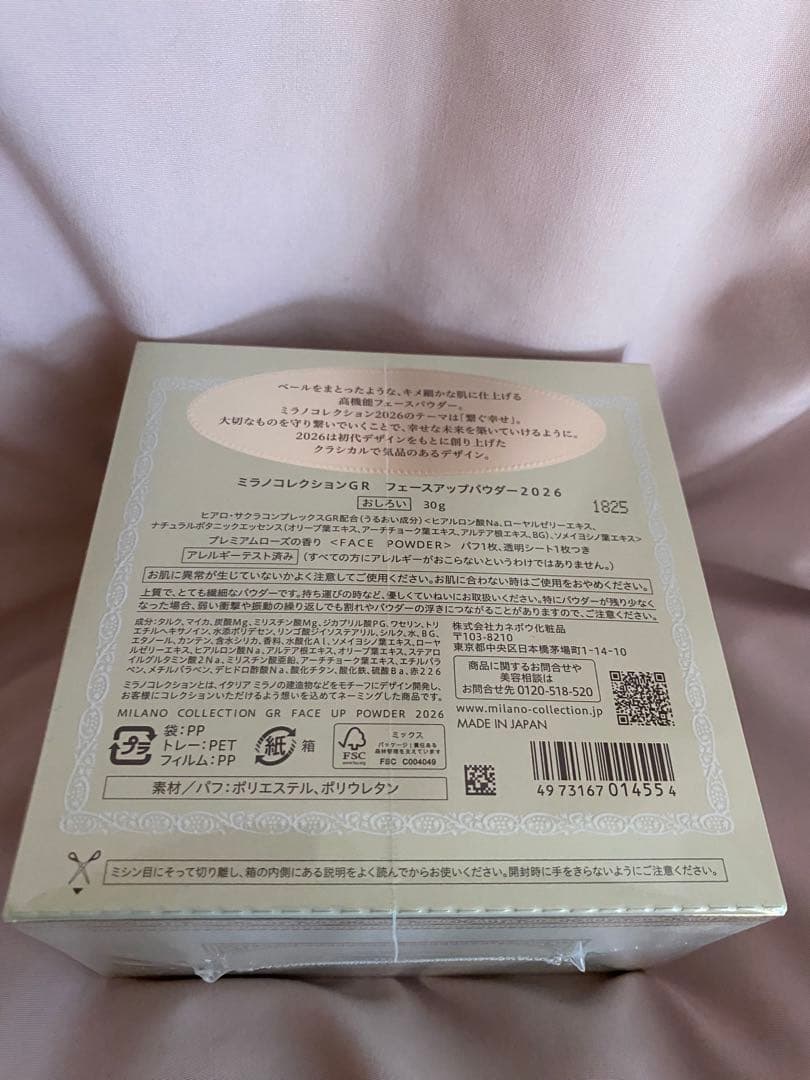 ベールをまとったような、キメ細かな肌に仕上げる
高機能フェースパウダー。
ミラノコレクション2026のテーマは「繋ぐ幸せ」。
大切なものを守り繋いでいくことで、幸せな未来を築いていけるように。
2026は初代デザインをもとに創り上げた
クラシカルで気品のあるデザイン。
ミラノコレクションGR フェースアップパウダー2026
おしろい 30g
1825
ヒアロ・サクラコンプレックスGR配合(うるおい成分)<ヒアルロン酸Na、ローヤルゼリーエキス、
ナチュラルボタニックエッセンス(オリーブ葉エキス、アーチチョーク葉エキス、アルテア根エキス、BG)、ソメイヨシノ葉エキス>
プレミアムローズの香り <FACE POWDER> パフ1枚、透明シート1枚つき
アレルギーテスト済み (すべての方にアレルギーがおこらないというわけではありません。)
お肌に異常が生じていないかよく注意してご使用ください。お肌に合わない時はご使用をおやめください。
上質で、とても繊細なパウダーです。持ち運びの時など、優しくていねいにお取扱いください。特にパウダーが残り少なく
なった場合、弱い衝撃や振動の繰り返しでも割れやパウダーの浮きにつながることがありますので、ご注意ください。
成分:タルク、マイカ、炭酸Mg、ミリスチン酸Mg、ジカプリル酸PG、ワセリン、トリ
エチルヘキサノイン、水添ポリデセン、リンゴ酸ジイソステアリル、シルク、水、BG、
エタノール、カンテン、含水シリカ、香料、水酸化Al、ソメイヨシノ葉エキス、ロー
ヤルゼリーエキス、ヒアルロン酸Na、アルテア根エキス、オリーブ葉エキス、ステアロ
イルグルタミン酸2Na、ミリスチン酸亜鉛、アーチチョーク葉エキス、エチルパラ
ベン、メチルパラベン、デヒドロ酢酸Na、酸化チタン、酸化鉄、硫酸Ba、赤226
ミラノコレクションとは、イタリア ミラノの建造物などをモチーフにデザイン開発し、
お客様にコレクションいただけるよう想いを込めてネーミングした商品です。
MILANO COLLECTION GR FACE UP POWDER 2026
株式会社カネボウ化粧品
〒103-8210
東京都中央区日本橋茅場町1-14-10
商品に関するお問合せや
美容相談は
お問合せ先 0120-518-520
www.milano-collection.jp
MADE IN JAPAN
プラ
袋:PP
トレー:PET
フィルム:PP
紙 箱
FSC
ミックス
パッケージ|責任ある
森林管理を支えています
FSC C004049
素材/パフ:ポリエステル、ポリウレタン
4973167014554
ミシン目にそって切り離し、箱の内側にある説明をよく読んでからお使いください。開封時に手をきらないようにご注意ください。